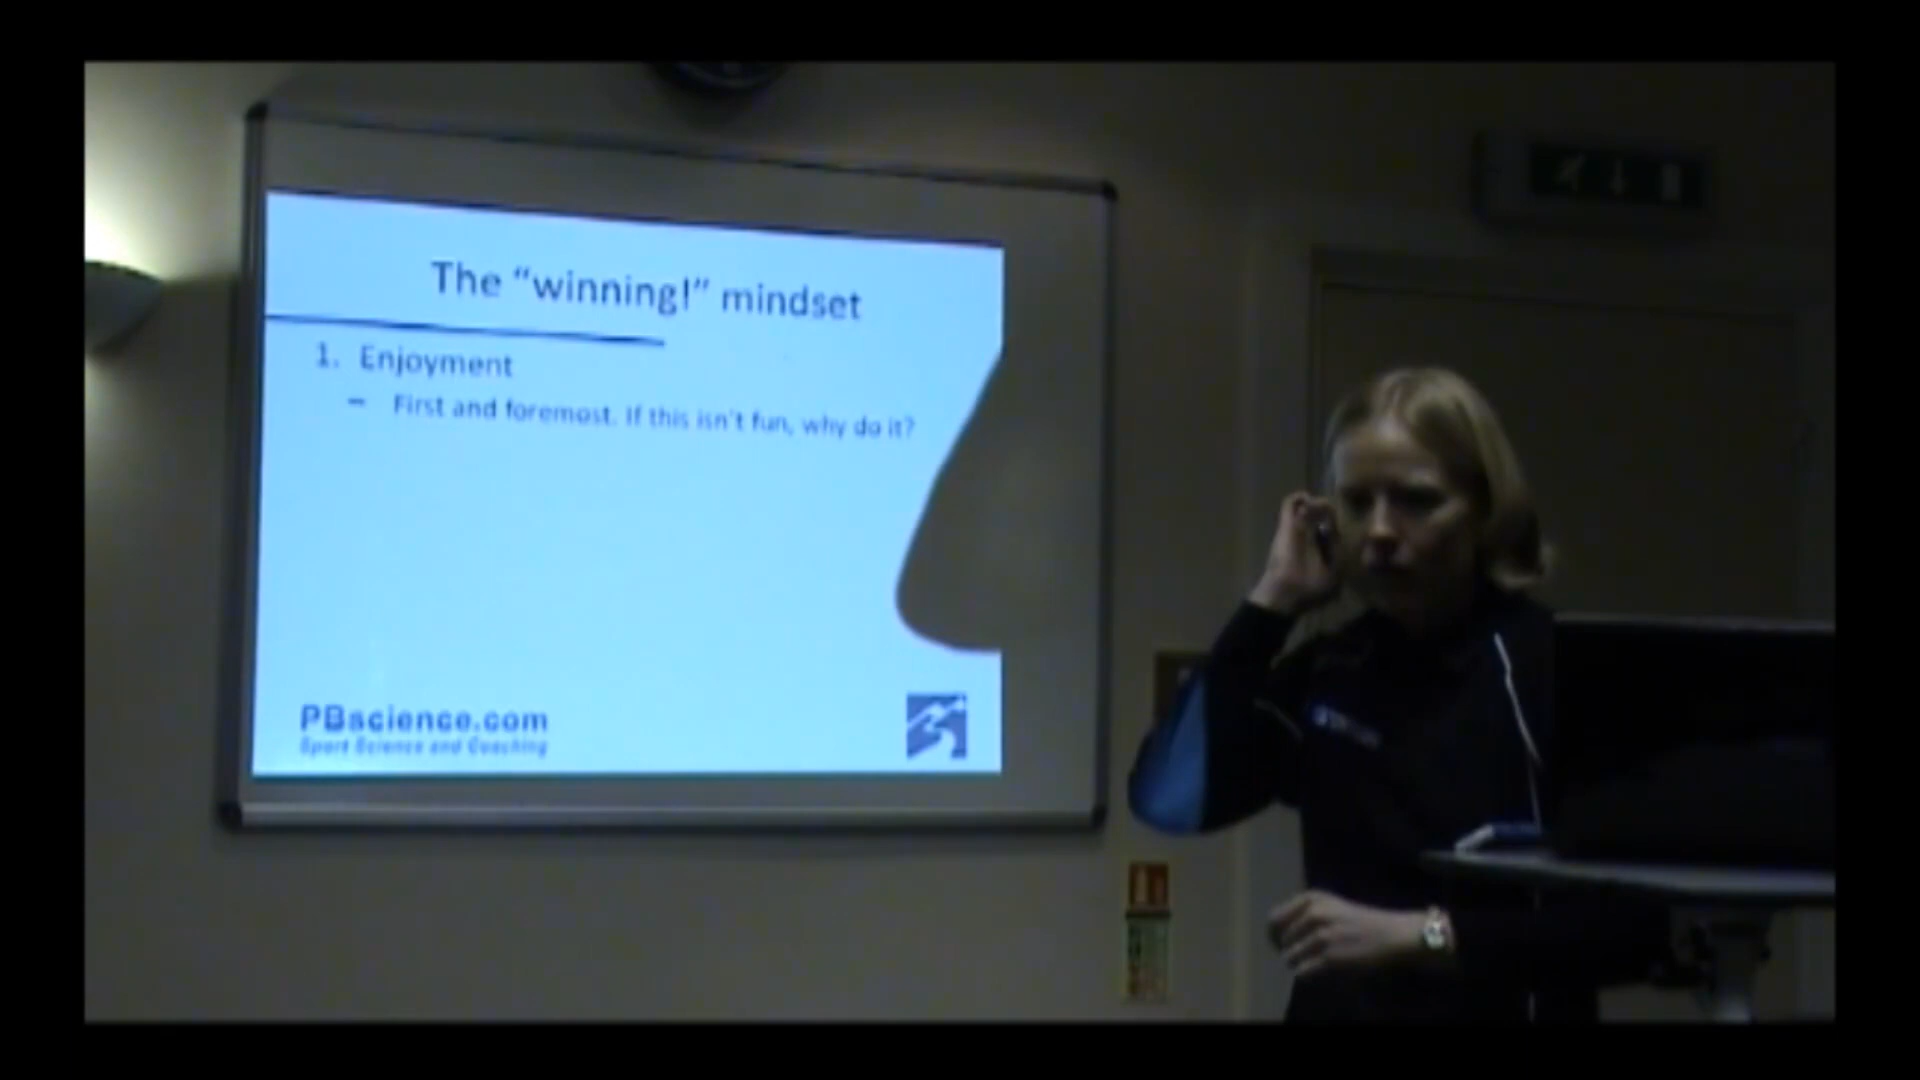 The “winning!” mindset
1. Enjoyment
– First and foremost. If this isn't fun, why do it?
PBscience.com
Sport Science and Coaching